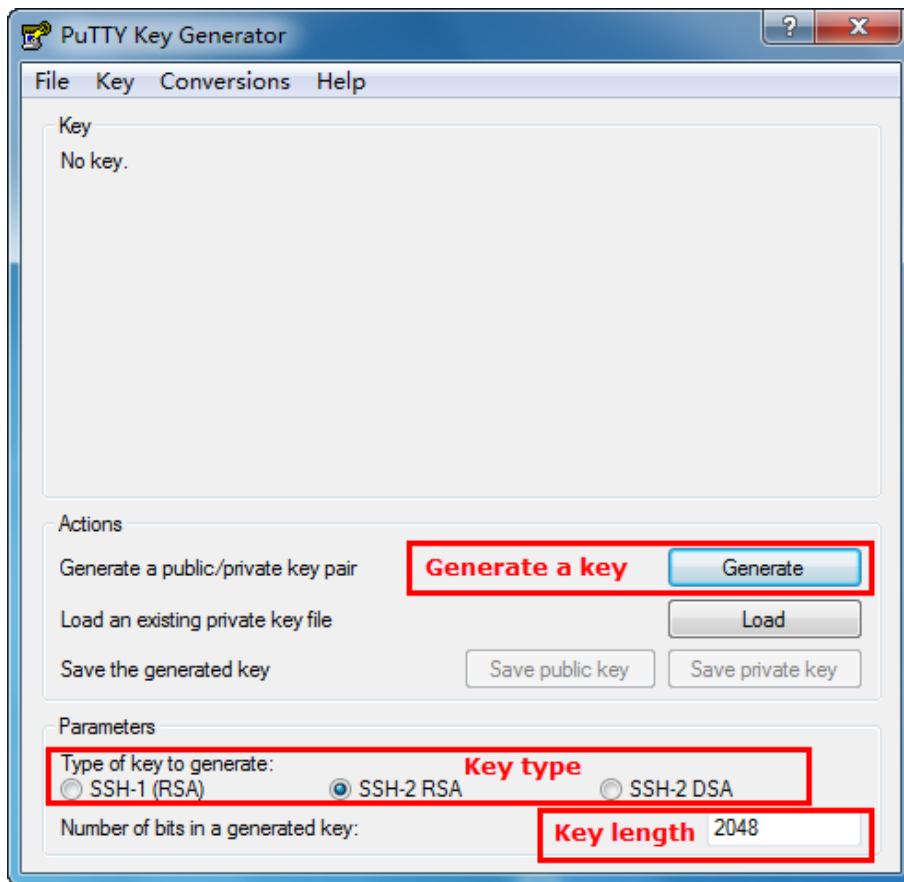 PuTTY Key Generator
?
X
File Key Conversions Help
Key
No key.
Actions
Generate a public/private key pair Generate a key Generate
Load an existing private key file Load
Save the generated key Save public key Save private key
Parameters
Type of key to generate: Key type
SSH-1 (RSA) SSH-2 RSA SSH-2 DSA
Number of bits in a generated key: Key length 2048